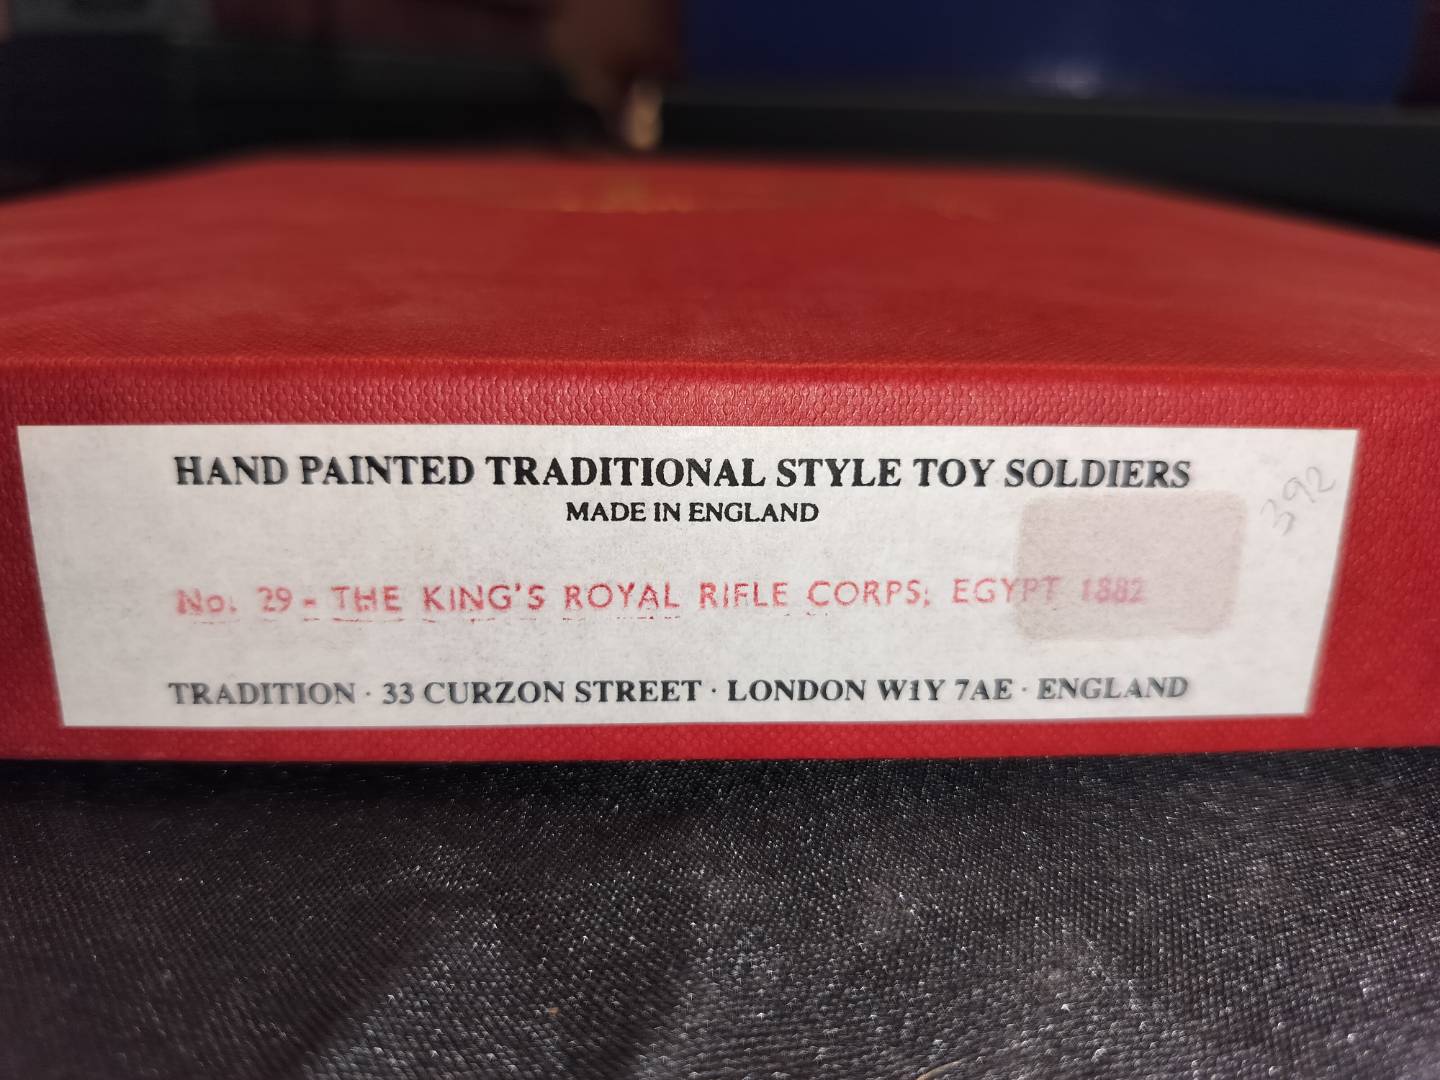 HAND PAINTED TRADITIONAL STYLE TOY SOLDIERS
MADE IN ENGLAND
392
No. 29 - THE KING'S ROYAL RIFLE CORPS; EGYPT 1882
TRADITION · 33 CURZON STREET · LONDON W1Y 7AE · ENGLAND